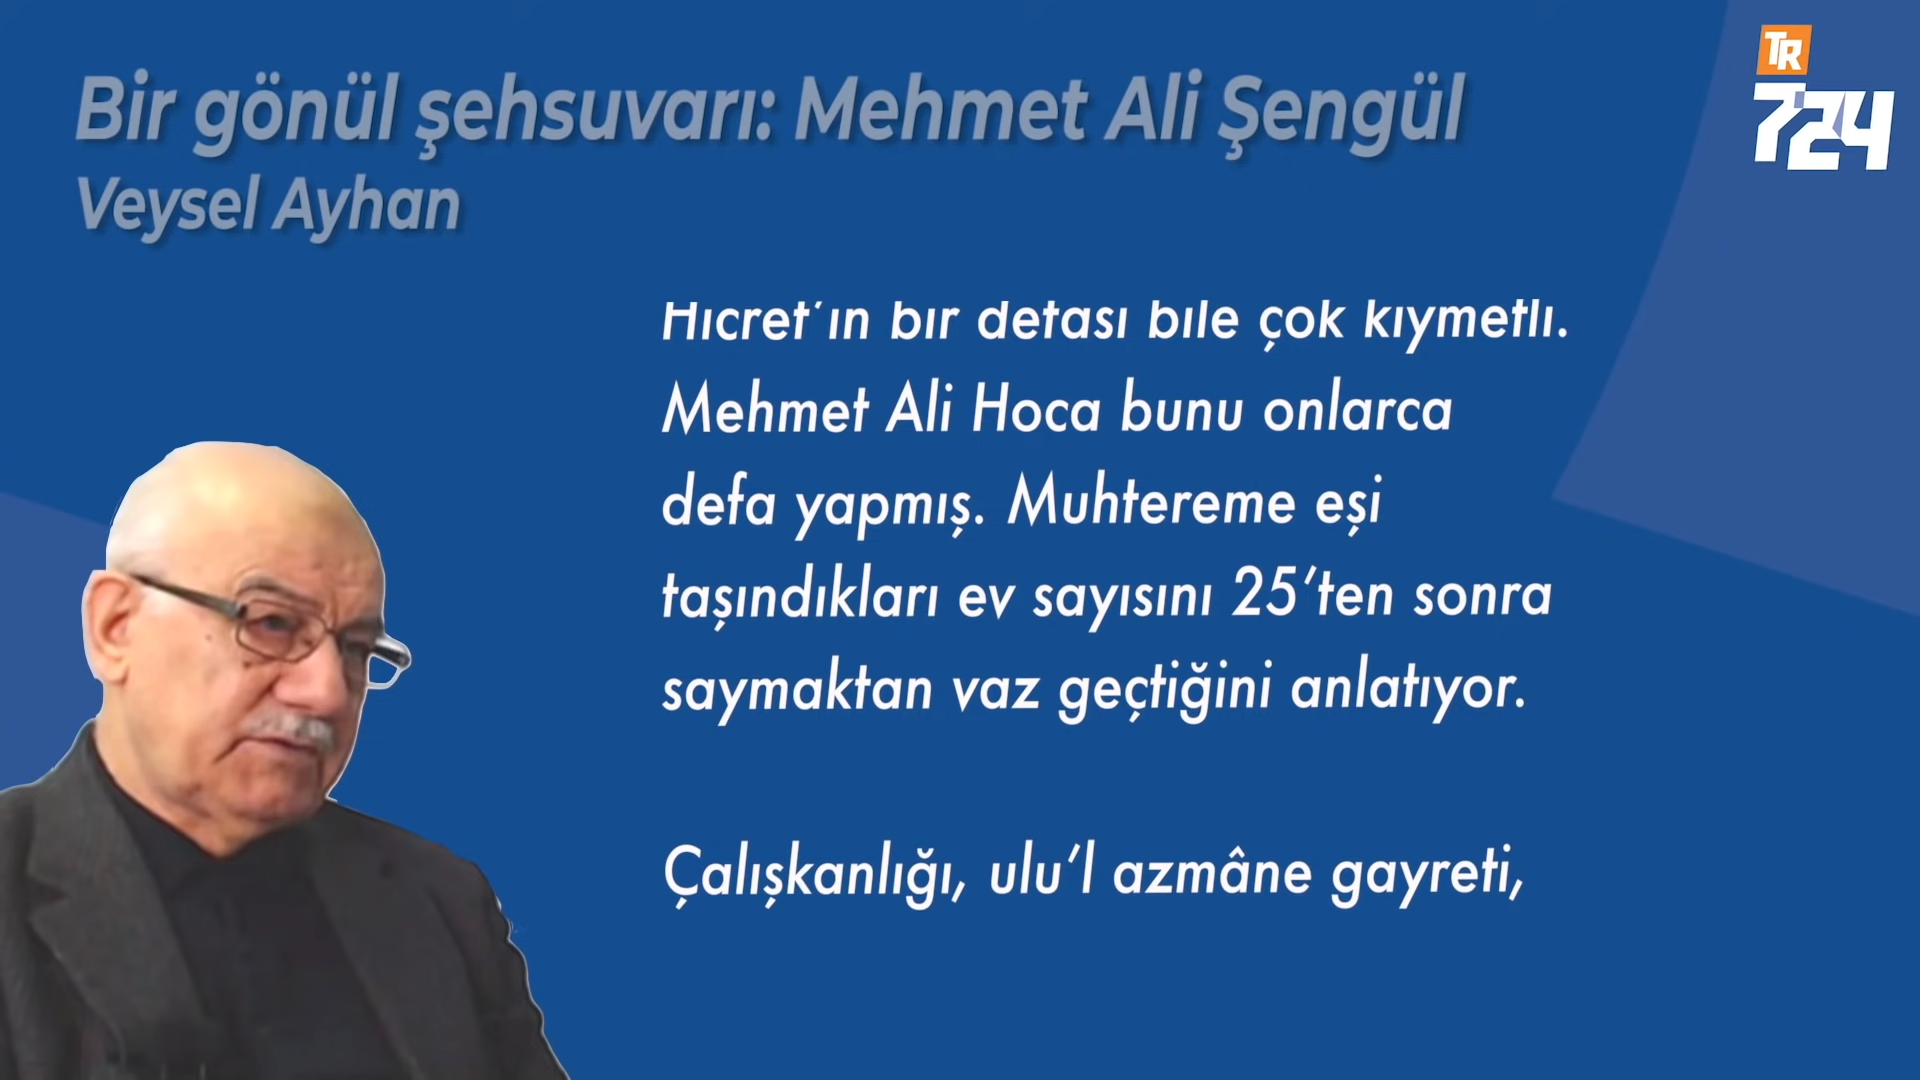 Bir gönül şehsuvarı: Mehmet Ali Şengül
Veysel Ayhan
TR
724
Hicret'in bir defası bile çok kıymetli.
Mehmet Ali Hoca bunu onlarca
defa yapmış. Muhtereme eşi
taşındıkları ev sayısını 25'ten sonra
saymaktan vaz geçtiğini anlatıyor.
Çalışkanlığı, ulu'l azmâne gayreti,